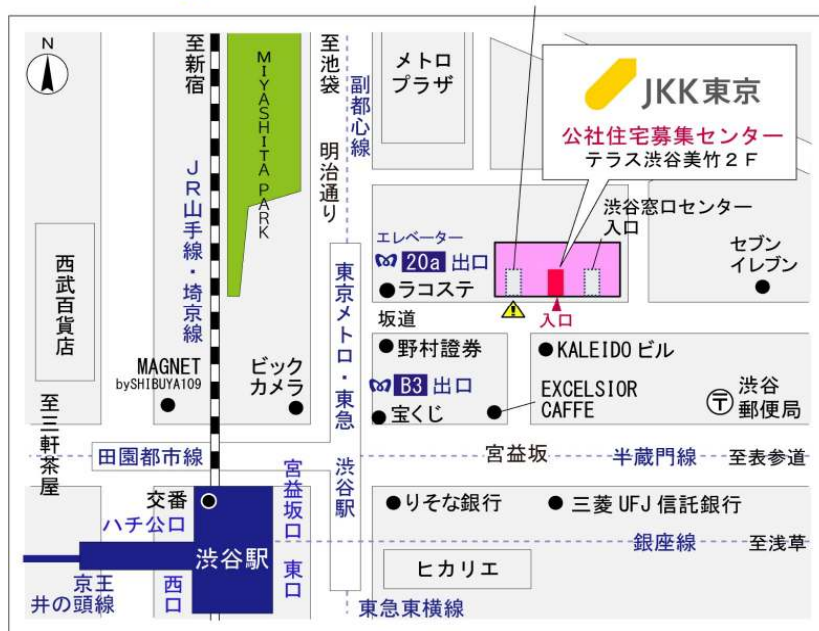 N
至新宿
MIYASHITA PARK
至池袋
明治通り
副都心線
メトロ
プラザ
JKK東京
公社住宅募集センター
テラス渋谷美竹2F
JR山手線・埼京線
渋谷窓口センター
入口
エレベーター
20a 出口
ラコステ
入口
セブン
イレブン
西武百貨店
東京メトロ・東急 渋谷駅
坂道
野村證券
KALEIDO ビル
MAGNET
bySHIBUYA109
ビック
カメラ
B3 出口
宝くじ
EXCELSIOR
CAFFE
〒
渋谷
郵便局
至三軒茶屋
田園都市線
宮益坂
半蔵門線
至表参道
交番
ハチ公口
宮益坂口
りそな銀行
三菱UFJ信託銀行
渋谷駅
銀座線
至浅草
京王
井の頭線
西口
東口
ヒカリエ
東急東横線